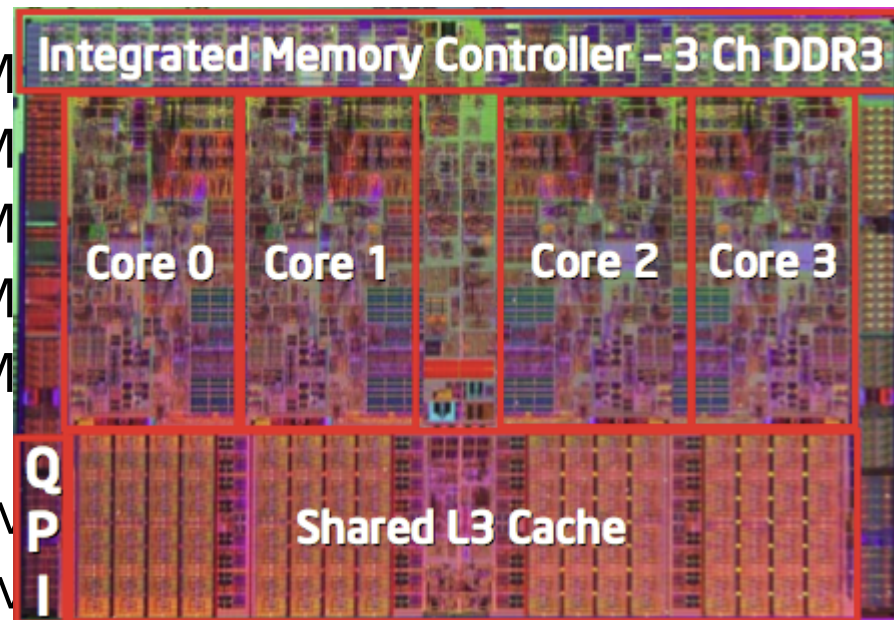 Integrated Memory Controller - 3 Ch DDR3
M
M
M
M
M
Core 0
Core 1
Core 2
Core 3
Q
P
I
Shared L3 Cache